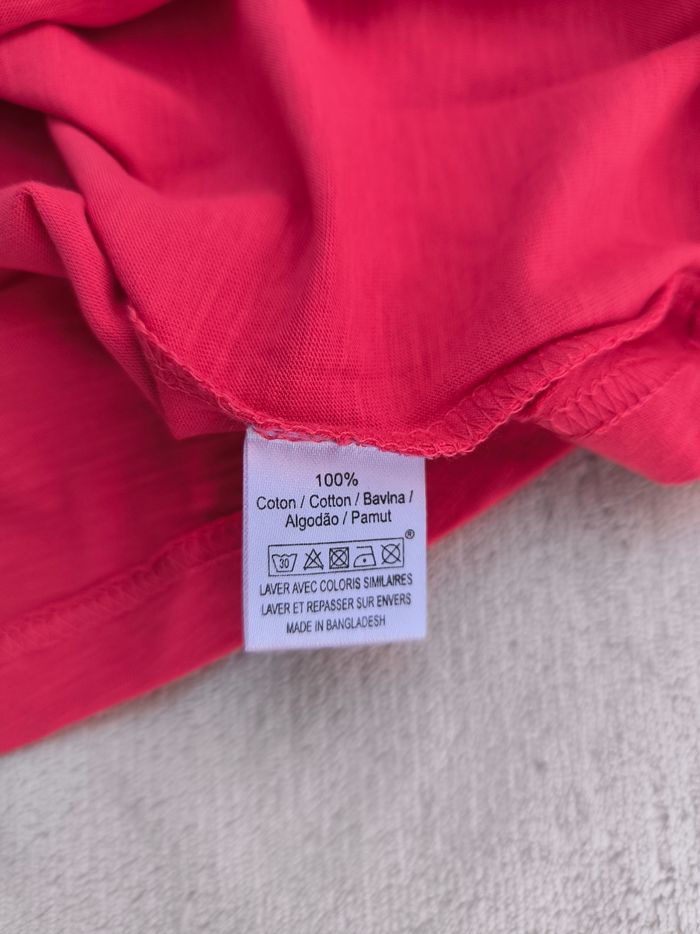 100%
Coton / Cotton / Bavlna /
Algodão / Pamut
30 ®
LAVER AVEC COLORIS SIMILAIRES
LAVER ET REPASSER SUR ENVERS
MADE IN BANGLADESH